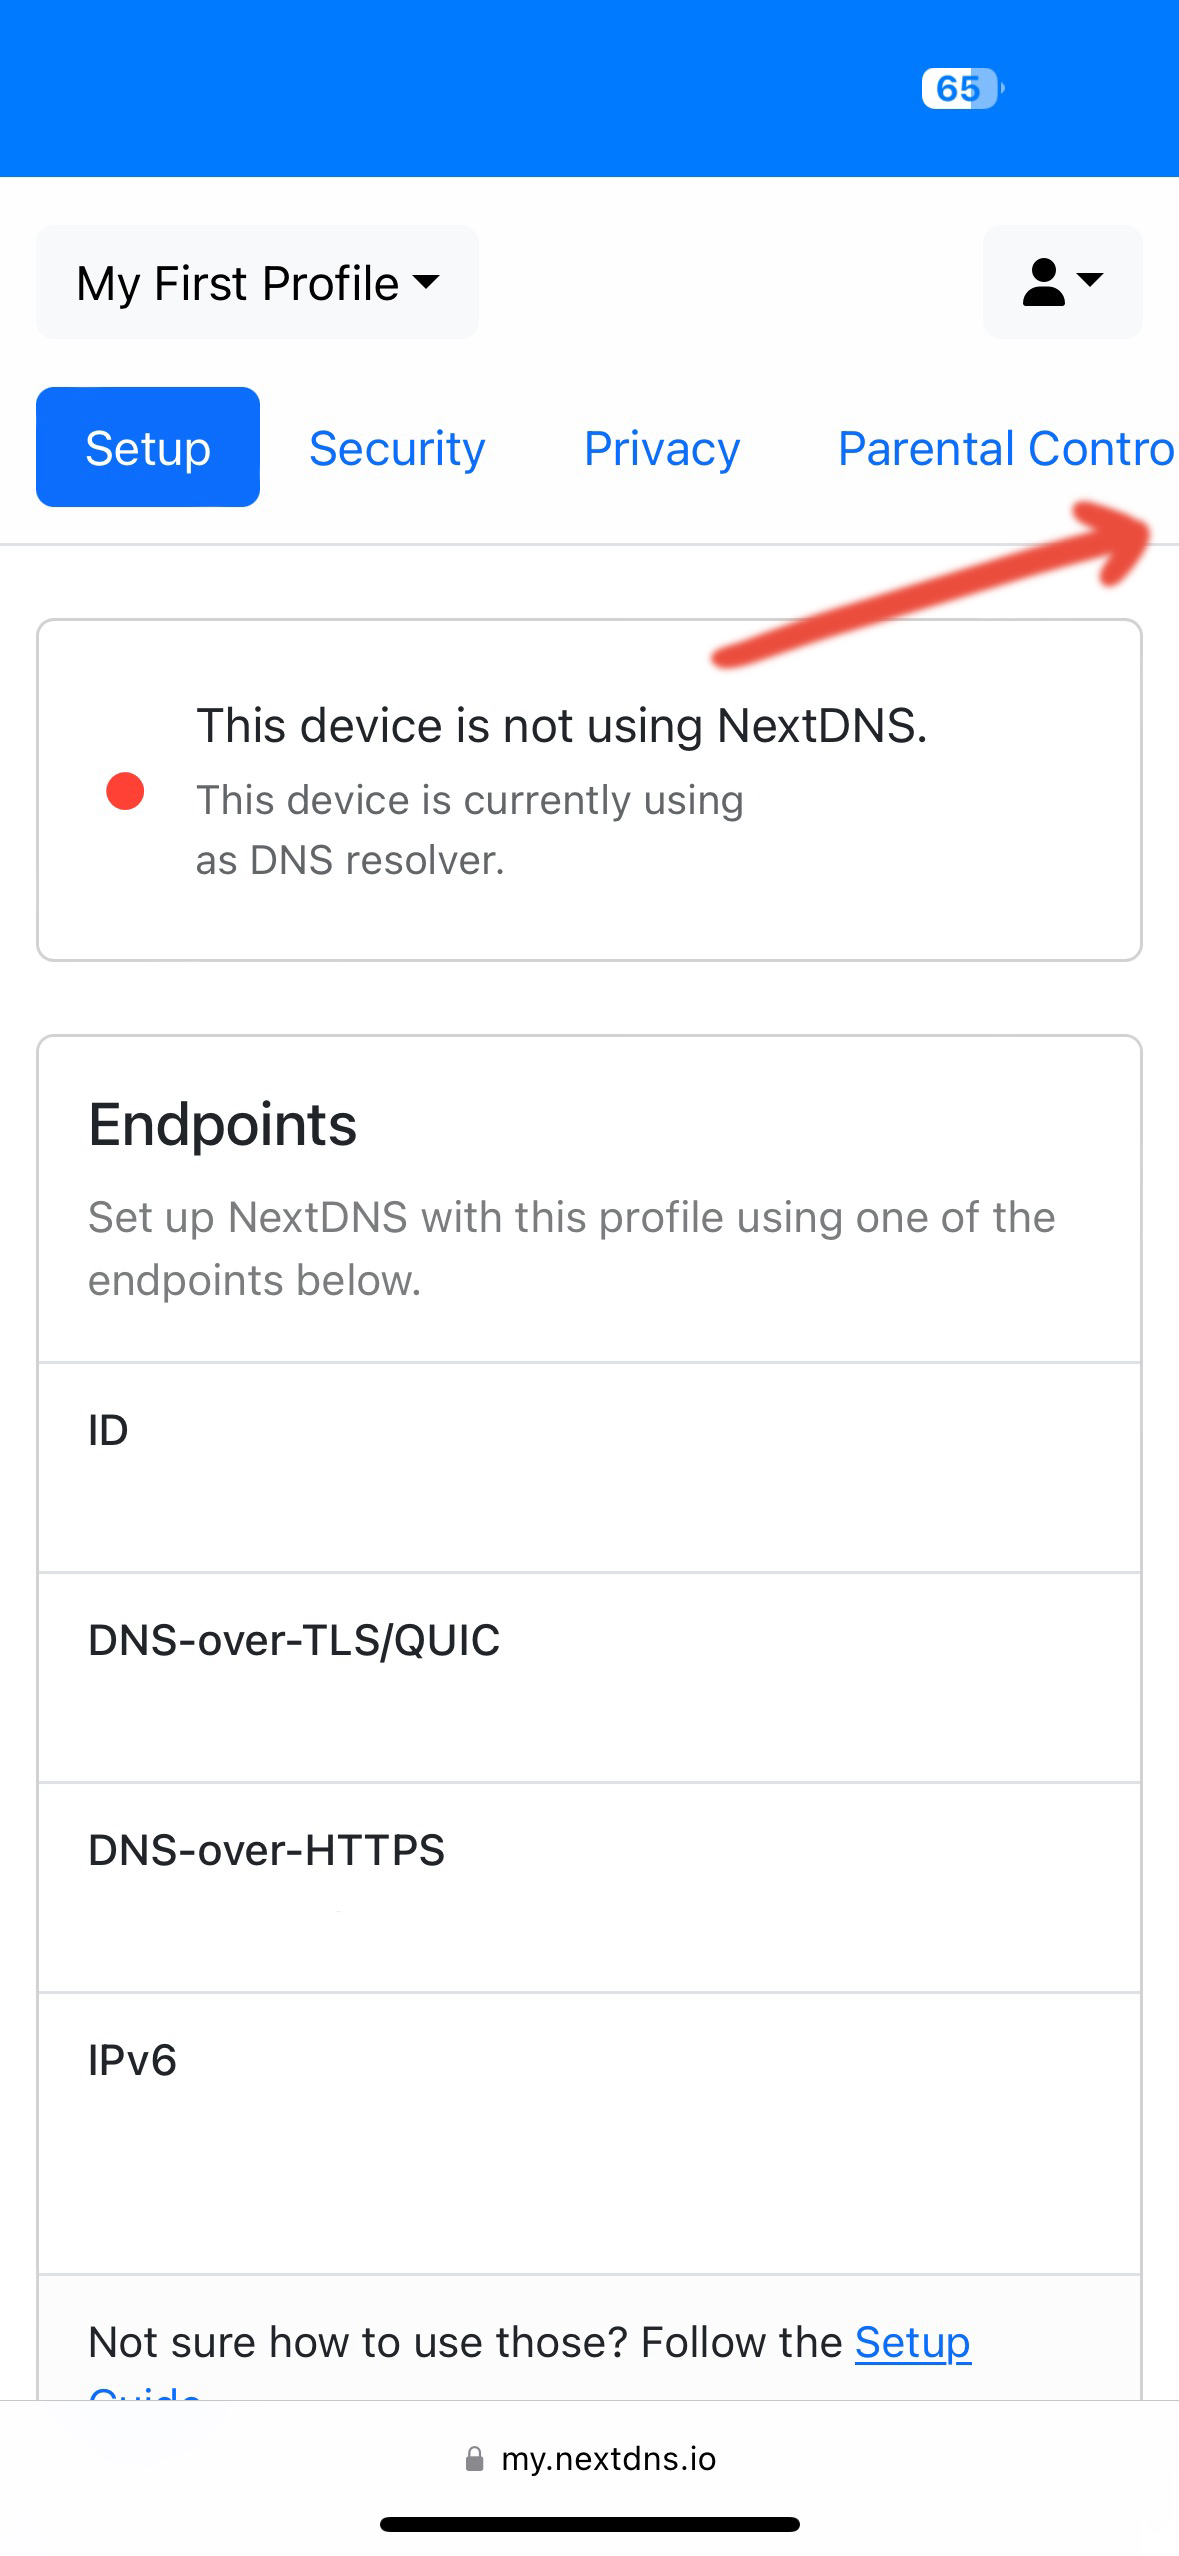 65
My First Profile
Setup Security Privacy Parental Contro
This device is not using NextDNS.
This device is currently using
as DNS resolver.
Endpoints
Set up NextDNS with this profile using one of the
endpoints below.
ID
DNS-over-TLS/QUIC
DNS-over-HTTPS
IPv6
Not sure how to use those? Follow the Setup
Guide
my.nextdns.io